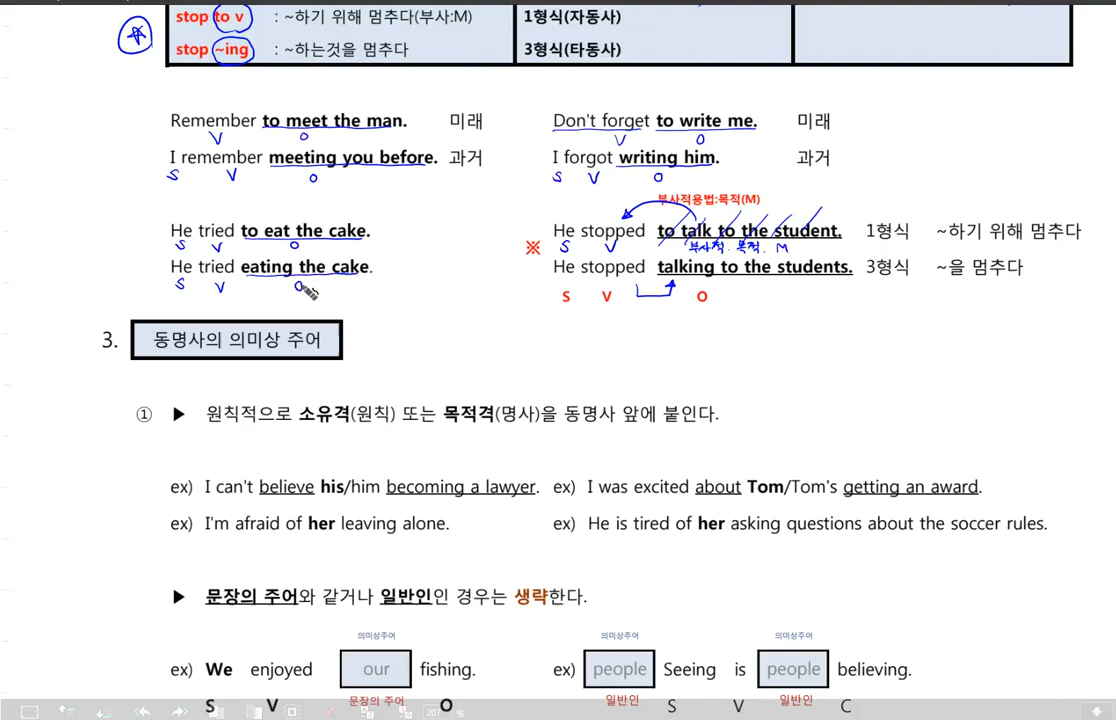 stop to v : ~하기 위해 멈추다(부사:M) 1형식(자동사)
stop ~ing : ~하는것을 멈추다 3형식(타동사)
Remember to meet the man. 미래 Don't forget to write me. 미래
V O V O
I remember meeting you before. 과거 I forgot writing him. 과거
S V O S V O
부사적용법:목적(M)
He tried to eat the cake. He stopped to talk to the student. 1형식 ~하기 위해 멈추다
S V O S V 부사적. 목적. M
※
He tried eating the cake. He stopped talking to the students. 3형식 ~을 멈추다
S V O S V O
3. 동명사의 의미상 주어
① ▶ 원칙적으로 소유격(원칙) 또는 목적격(명사)을 동명사 앞에 붙인다.
ex) I can't believe his/him becoming a lawyer. ex) I was excited about Tom/Tom's getting an award.
ex) I'm afraid of her leaving alone. ex) He is tired of her asking questions about the soccer rules.
▶ 문장의 주어와 같거나 일반인인 경우는 생략한다.
의미상주어 의미상주어 의미상주어
ex) We enjoyed our fishing. ex) people Seeing is people believing.
S V 문장의 주어 O 일반인 S V 일반인 C
207 %